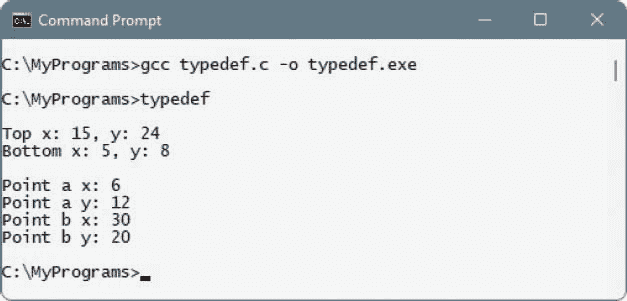 Command Prompt
C:\MyPrograms>gcc typedef.c -o typedef.exe
C:\MyPrograms>typedef
Top x: 15, y: 24
Bottom x: 5, y: 8
Point a x: 6
Point a y: 12
Point b x: 30
Point b y: 20
C:\MyPrograms>